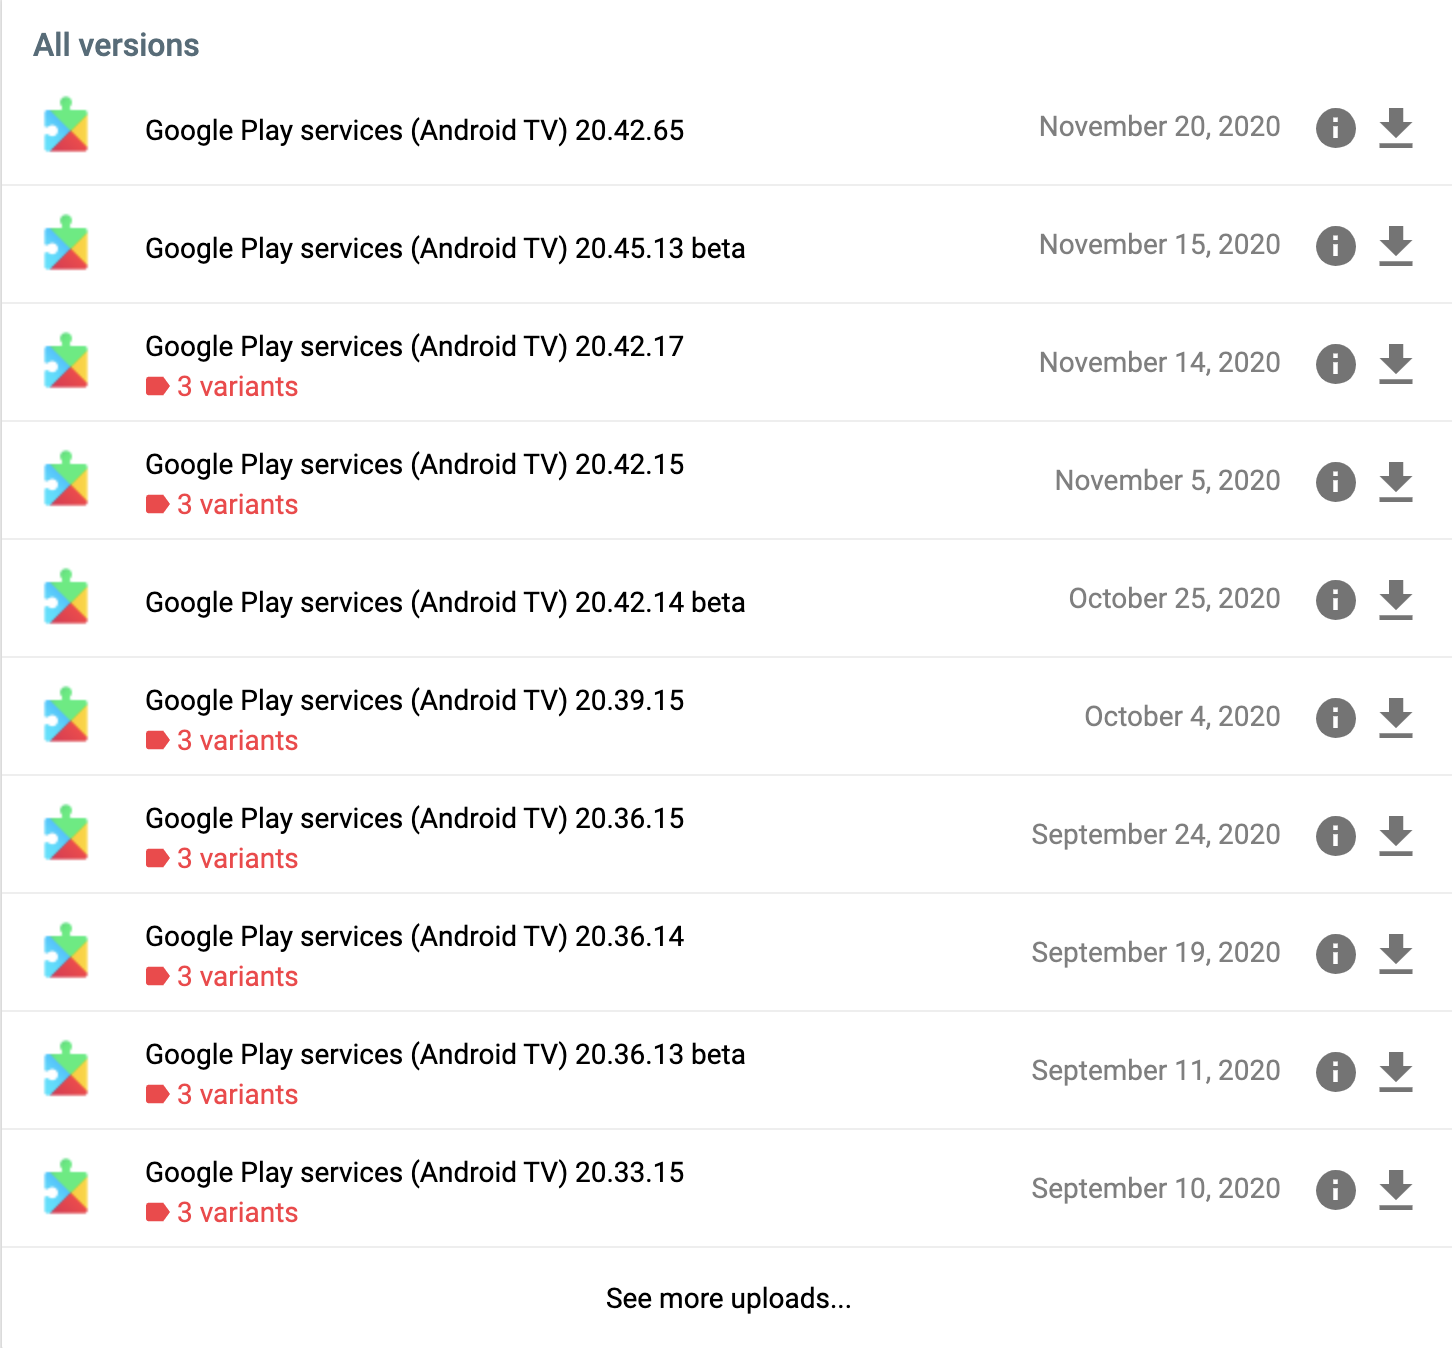 All versions
Google Play services (Android TV) 20.42.65
November 20, 2020
Google Play services (Android TV) 20.45.13 beta
November 15, 2020
Google Play services (Android TV) 20.42.17
3 variants
November 14, 2020
Google Play services (Android TV) 20.42.15
3 variants
November 5, 2020
Google Play services (Android TV) 20.42.14 beta
October 25, 2020
Google Play services (Android TV) 20.39.15
3 variants
October 4, 2020
Google Play services (Android TV) 20.36.15
3 variants
September 24, 2020
Google Play services (Android TV) 20.36.14
3 variants
September 19, 2020
Google Play services (Android TV) 20.36.13 beta
3 variants
September 11, 2020
Google Play services (Android TV) 20.33.15
3 variants
September 10, 2020
See more uploads...